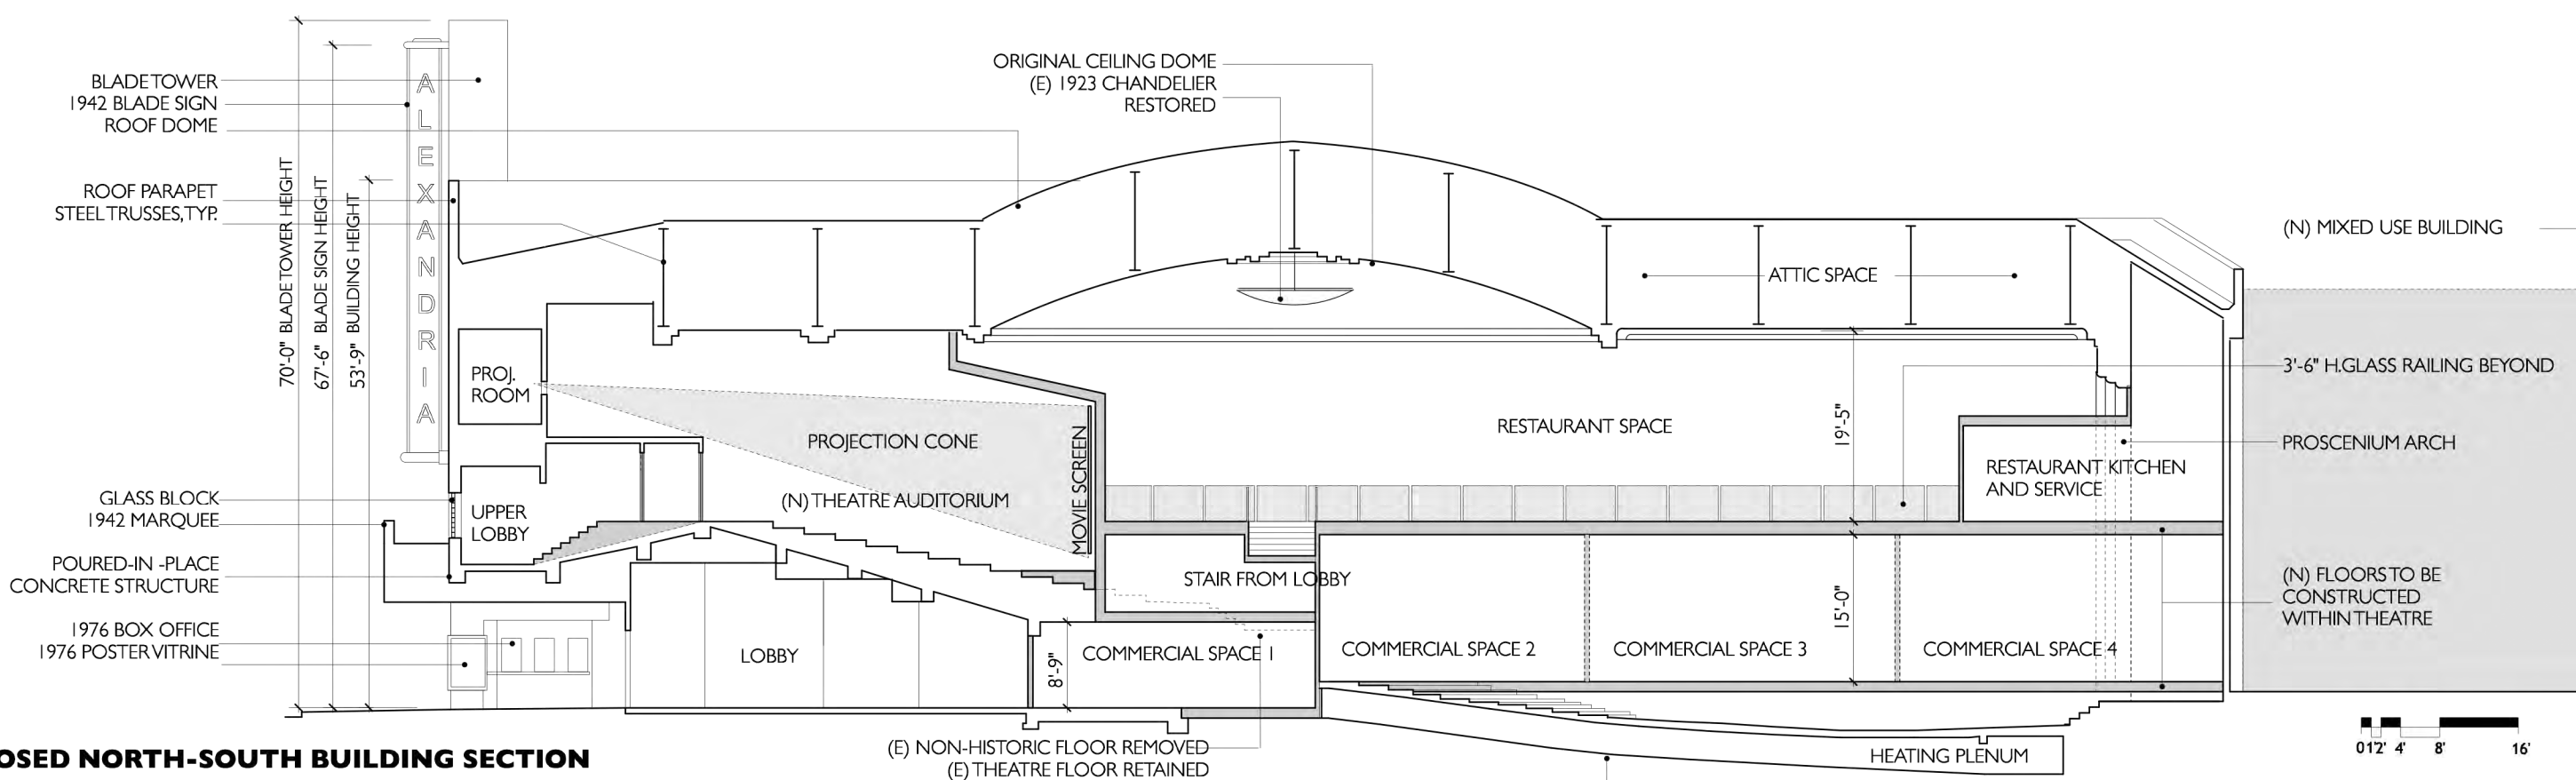 BLADE TOWER
1942 BLADE SIGN
ROOF DOME
ROOF PARAPET
STEEL TRUSSES, TYP.
70'-0" BLADE TOWER HEIGHT
67'-6" BLADE SIGN HEIGHT
53'-9" BUILDING HEIGHT
ALEXANDRIA
ORIGINAL CEILING DOME
(E) 1923 CHANDELIER
RESTORED
ATTIC SPACE
(N) MIXED USE BUILDING
PROJ.
ROOM
PROJECTION CONE
MOVIE SCREEN
(N) THEATRE AUDITORIUM
RESTAURANT SPACE
19'-5"
3'-6" H. GLASS RAILING BEYOND
PROSCENIUM ARCH
RESTAURANT KITCHEN
AND SERVICE
GLASS BLOCK
1942 MARQUEE
UPPER
LOBBY
POURED-IN -PLACE
CONCRETE STRUCTURE
STAIR FROM LOBBY
15'-0"
(N) FLOORS TO BE
CONSTRUCTED
WITHIN THEATRE
1976 BOX OFFICE
1976 POSTER VITRINE
LOBBY
8'-9"
COMMERCIAL SPACE 1
COMMERCIAL SPACE 2
COMMERCIAL SPACE 3
COMMERCIAL SPACE 4
(E) NON-HISTORIC FLOOR REMOVED
(E) THEATRE FLOOR RETAINED
HEATING PLENUM
0 1 2' 4' 8' 16'
OSED NORTH-SOUTH BUILDING SECTION